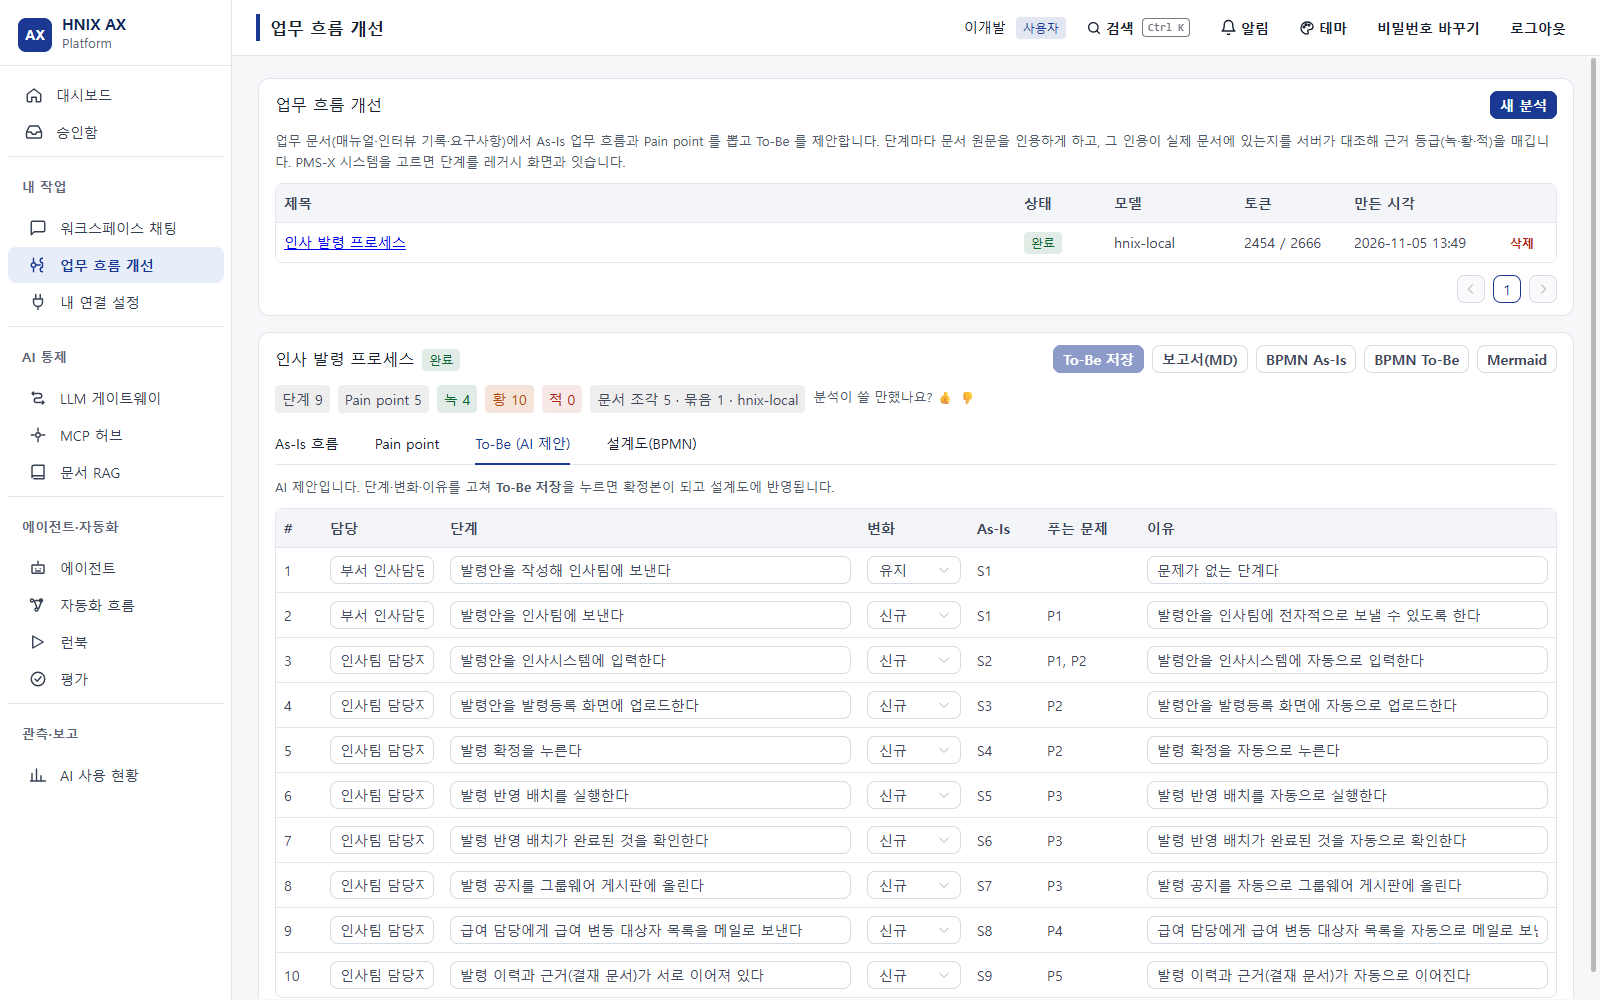 AX
HNIX AX
Platform
업무 흐름 개선
이개발
사용자
검색
Ctrl K
알림
테마
비밀번호 바꾸기
로그아웃
대시보드
승인함
내 작업
워크스페이스 채팅
업무 흐름 개선
내 연결 설정
AI 통제
LLM 게이트웨이
MCP 허브
문서 RAG
에이전트·자동화
에이전트
자동화 흐름
런북
평가
관측·보고
AI 사용 현황
업무 흐름 개선
새 분석
업무 문서(매뉴얼·인터뷰 기록·요구사항)에서 As-Is 업무 흐름과 Pain point 를 뽑고 To-Be 를 제안합니다. 단계마다 문서 원문을 인용하게 하고, 그 인용이 실제 문서에 있는지를 서버가 대조해 근거 등급(녹·황·적)을 매깁니
다. PMS-X 시스템을 고르면 단계를 레거시 화면과 잇습니다.
제목 상태 모델 토큰 만든 시각
인사 발령 프로세스 완료 hnix-local 2454 / 2666 2026-11-05 13:49 삭제
1
인사 발령 프로세스 완료
To-Be 저장 보고서(MD) BPMN As-Is BPMN To-Be Mermaid
단계 9 Pain point 5 녹 4 황 10 적 0 문서 조각 5 · 묶음 1 · hnix-local 분석이 쓸 만했나요? 👍 👎
As-Is 흐름 Pain point To-Be (AI 제안) 설계도(BPMN)
AI 제안입니다. 단계·변화·이유를 고쳐 To-Be 저장을 누르면 확정본이 되고 설계도에 반영됩니다.
# 담당 단계 변화 As-Is 푸는 문제 이유
1 부서 인사담당 발령안을 작성해 인사팀에 보낸다 유지 S1 문제가 없는 단계다
2 부서 인사담당 발령안을 인사팀에 보낸다 신규 S1 P1 발령안을 인사팀에 전자적으로 보낼 수 있도록 한다
3 인사팀 담당자 발령안을 인사시스템에 입력한다 신규 S2 P1, P2 발령안을 인사시스템에 자동으로 입력한다
4 인사팀 담당자 발령안을 발령등록 화면에 업로드한다 신규 S3 P2 발령안을 발령등록 화면에 자동으로 업로드한다
5 인사팀 담당자 발령 확정을 누른다 신규 S4 P2 발령 확정을 자동으로 누른다
6 인사팀 담당자 발령 반영 배치를 실행한다 신규 S5 P3 발령 반영 배치를 자동으로 실행한다
7 인사팀 담당자 발령 반영 배치가 완료된 것을 확인한다 신규 S6 P3 발령 반영 배치가 완료된 것을 자동으로 확인한다
8 인사팀 담당자 발령 공지를 그룹웨어 게시판에 올린다 신규 S7 P3 발령 공지를 자동으로 그룹웨어 게시판에 올린다
9 인사팀 담당자 급여 담당에게 급여 변동 대상자 목록을 메일로 보낸다 신규 S8 P4 급여 담당에게 급여 변동 대상자 목록을 자동으로 메일로
10 인사팀 담당자 발령 이력과 근거(결재 문서)가 서로 이어져 있다 신규 S9 P5 발령 이력과 근거(결재 문서)가 자동으로 이어진다